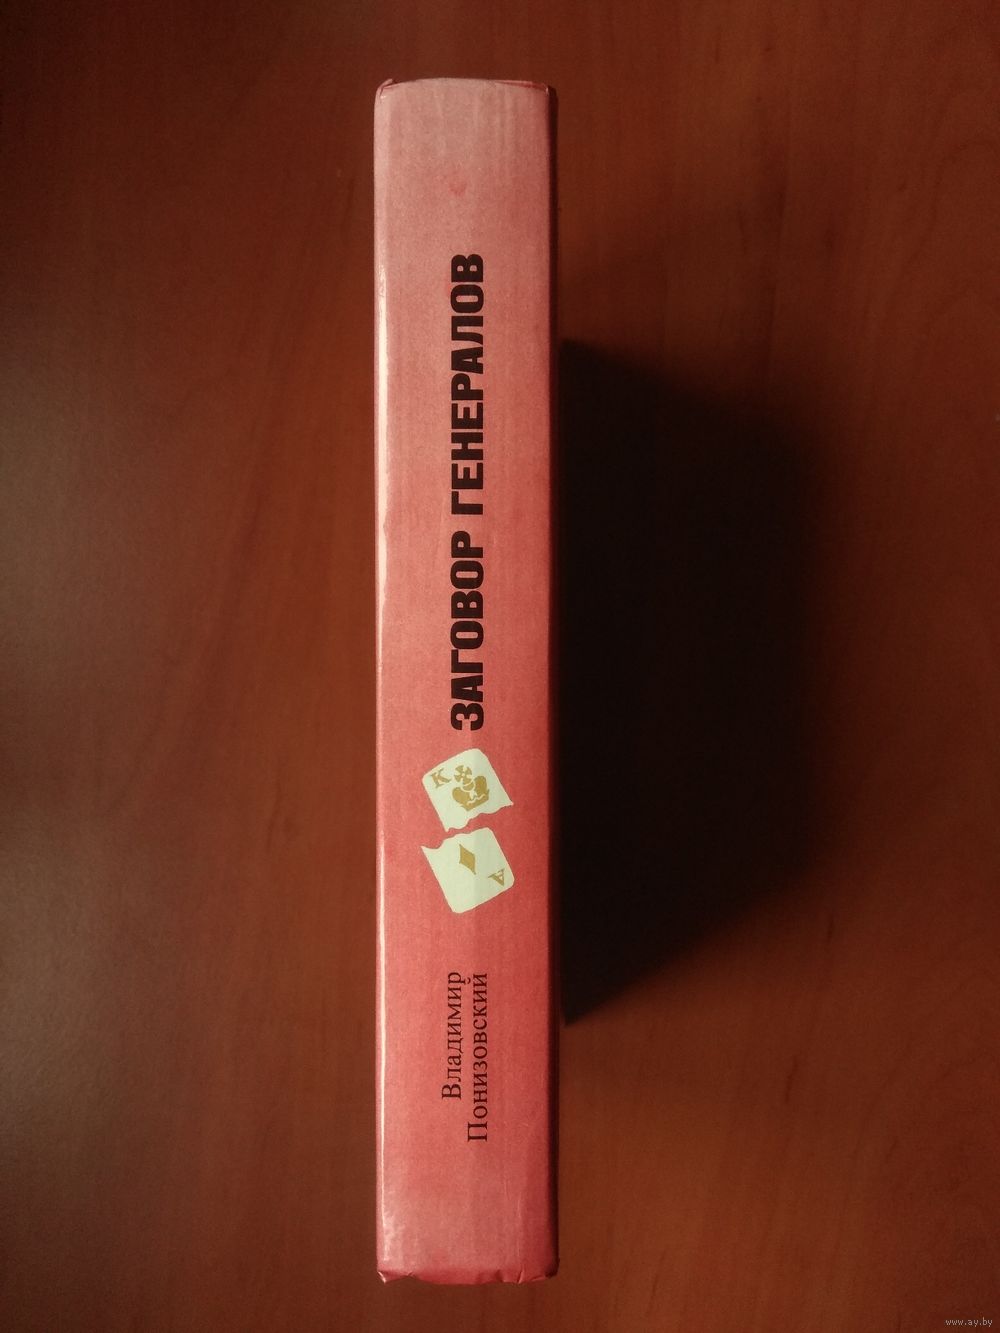 Владимир
Понизовский
К
А
ЗАГОВОР ГЕНЕРАЛОВ
www.ay.by